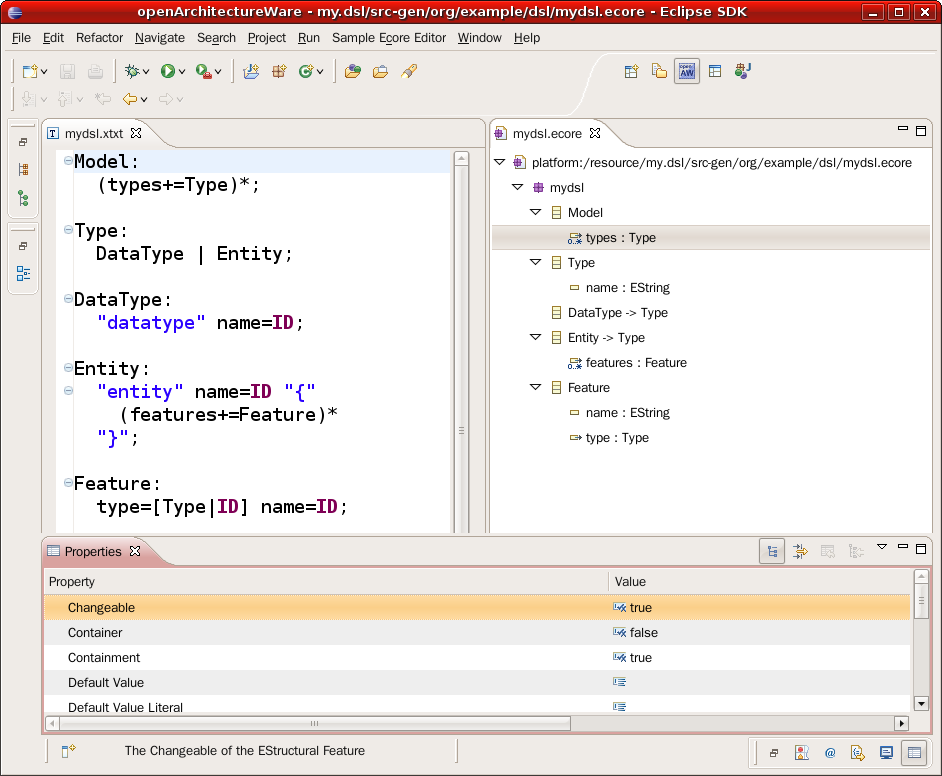 openArchitectureWare - my.dsl/src-gen/org/example/dsl/mydsl.ecore - Eclipse SDK
File Edit Refactor Navigate Search Project Run Sample Ecore Editor Window Help
mydsl.xtxt
Model:
(types+=Type)*;
Type:
DataType | Entity;
DataType:
"datatype" name=ID;
Entity:
"entity" name=ID "{"
(features+=Feature)*
"}";
Feature:
type=[Type|ID] name=ID;
mydsl.ecore
platform:/resource/my.dsl/src-gen/org/example/dsl/mydsl.ecore
mydsl
Model
types : Type
Type
name : EString
DataType -> Type
Entity -> Type
features : Feature
Feature
name : EString
type : Type
Properties
Property Value
Changeable true
Container false
Containment true
Default Value
Default Value Literal
The Changeable of the EStructural Feature